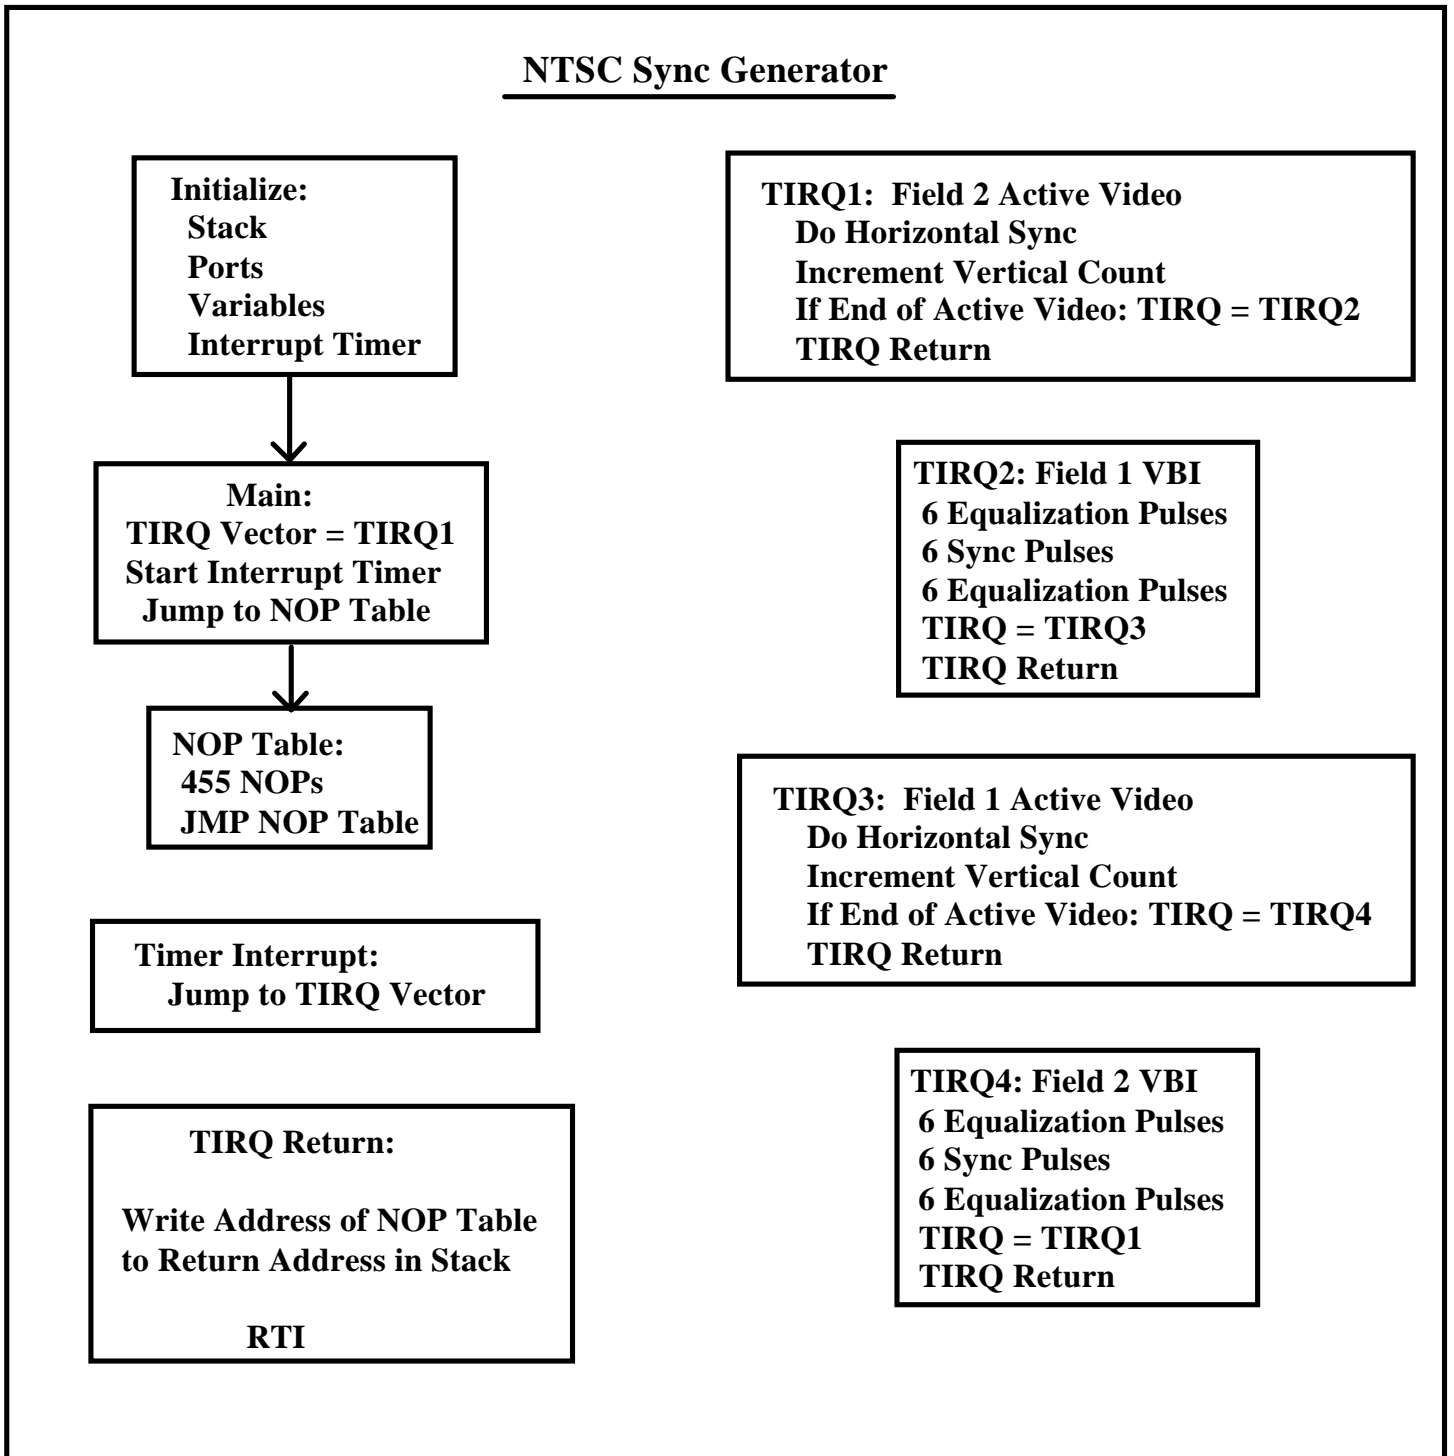 NTSC Sync Generator
Initialize:
Stack
Ports
Variables
Interrupt Timer
Main:
TIRQ Vector = TIRQ1
Start Interrupt Timer
Jump to NOP Table
NOP Table:
455 NOPs
JMP NOP Table
Timer Interrupt:
Jump to TIRQ Vector
TIRQ Return:
Write Address of NOP Table
to Return Address in Stack
RTI
TIRQ1: Field 2 Active Video
Do Horizontal Sync
Increment Vertical Count
If End of Active Video: TIRQ = TIRQ2
TIRQ Return
TIRQ2: Field 1 VBI
6 Equalization Pulses
6 Sync Pulses
6 Equalization Pulses
TIRQ = TIRQ3
TIRQ Return
TIRQ3: Field 1 Active Video
Do Horizontal Sync
Increment Vertical Count
If End of Active Video: TIRQ = TIRQ4
TIRQ Return
TIRQ4: Field 2 VBI
6 Equalization Pulses
6 Sync Pulses
6 Equalization Pulses
TIRQ = TIRQ1
TIRQ Return